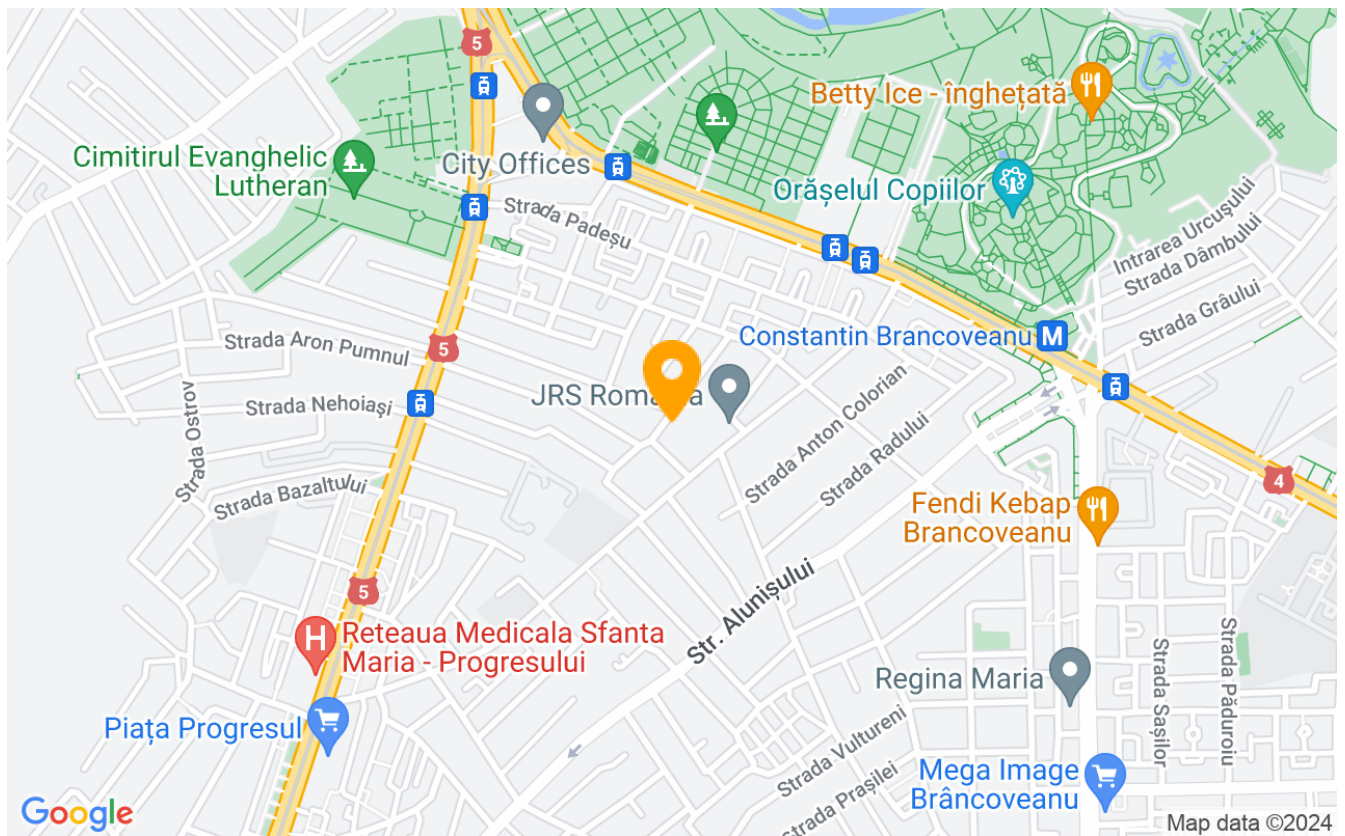 5
Betty Ice - înghețată
Cimitirul Evanghelic
Lutheran
City Offices
Orășelul Copiilor
Strada Padeșu
Intrarea Urcușului
Strada Dâmbului
Strada Grâului
Constantin Brancoveanu
M
Strada Aron Pumnul
5
JRS Rom
a
Strada Nehoiași
Strada Ostrov
Strada Anton Colorian
Strada Radului
Strada Bazaltului
4
Fendi Kebap
Brancoveanu
5
Str. Alunișului
H
Reteaua Medicala Sfanta
Maria - Progresului
Regina Maria
Strada Sașilor
Strada Păduroiu
Piața Progresul
Strada Vultureni
Strada Prașilei
Mega Image
Brâncoveanu
Google
Map data ©2024